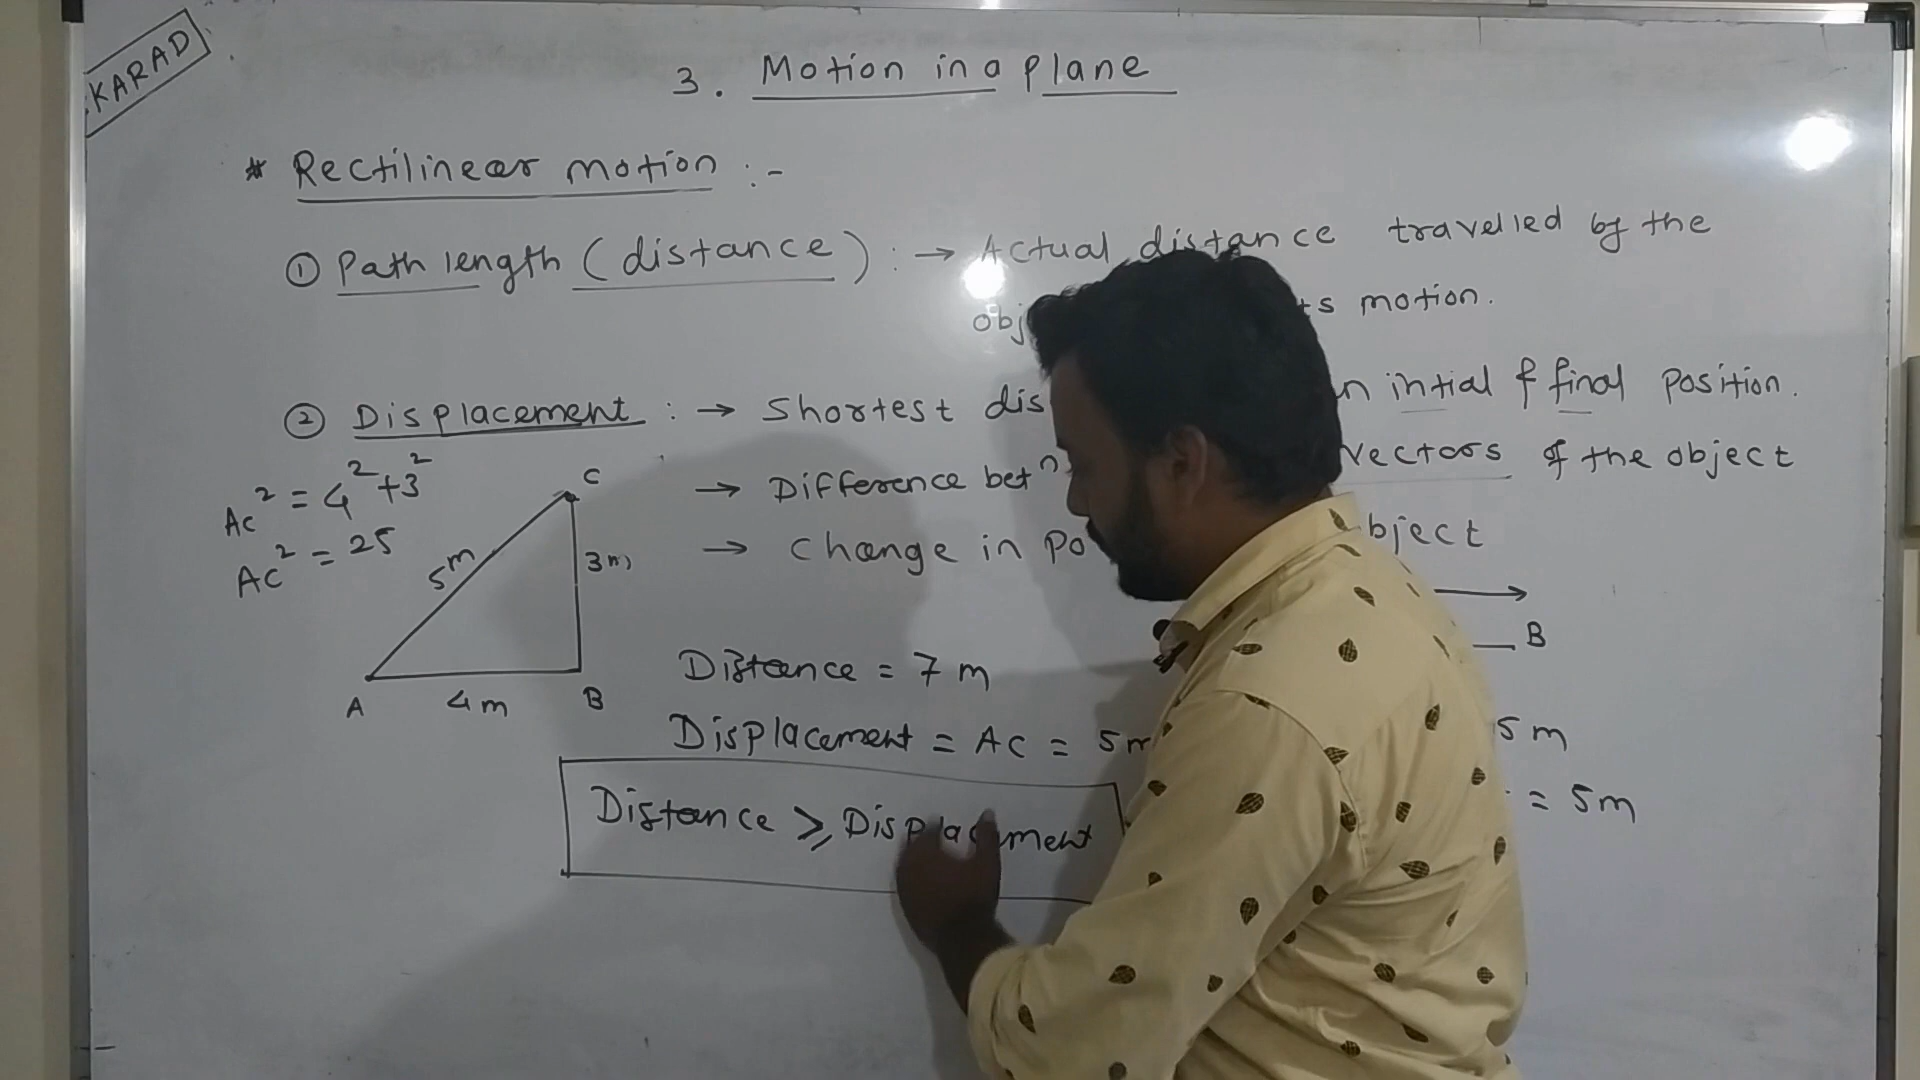 KARAD
3. Motion in a plane
* Rectilinear motion :-
① Path length (distance) : → Actual distance travelled by the
obj ts motion.
② Displacement : → Shortest dis n intial & final position.
→ Difference betⁿ vectors of the object
→ Change in po bject
AC² = 4² + 3²
AC² = 25
C
5m
3m
A
4m
B
B
Distance = 7 m
Displacement = AC = 5m
5m
= 5m
Distance ⩾ Displacement